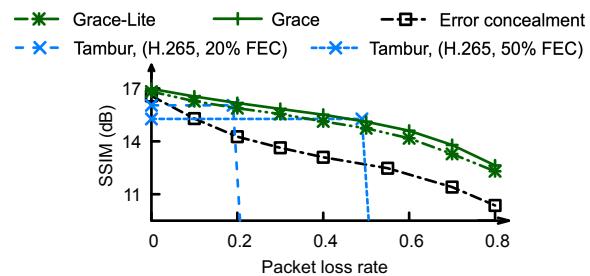 Grace-Lite Grace Error concealment
Tambur, (H.265, 20% FEC) Tambur, (H.265, 50% FEC)
17
14
11
SSIM (dB)
0 0.2 0.4 0.6 0.8
Packet loss rate